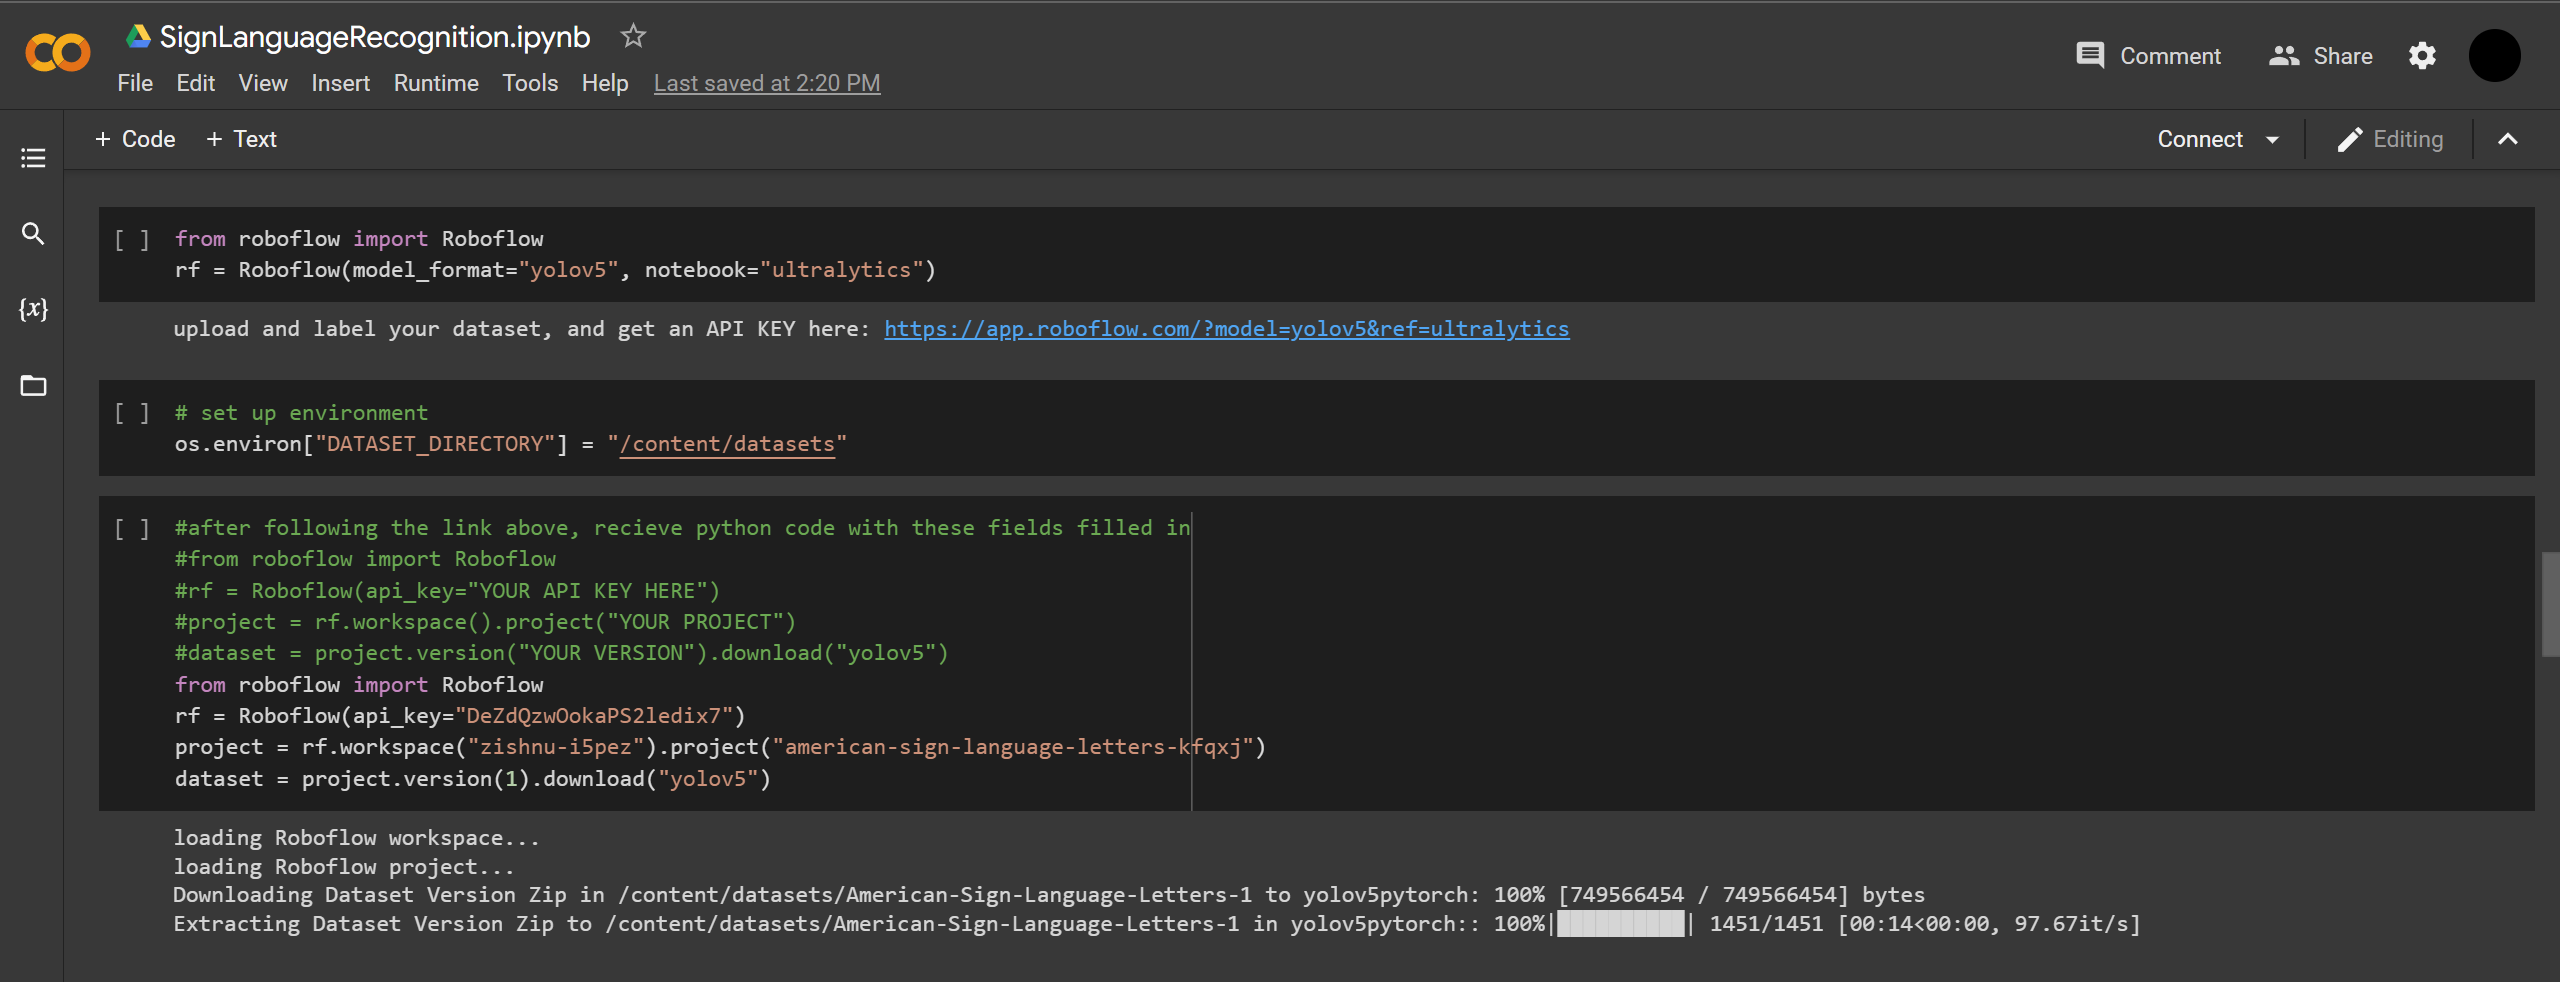 SignLanguageRecognition.ipynb
File Edit View Insert Runtime Tools Help Last saved at 2:20 PM
Comment Share
+ Code + Text
Connect Editing
{x}
[ ] from roboflow import Roboflow
rf = Roboflow(model_format="yolov5", notebook="ultralytics")
upload and label your dataset, and get an API KEY here: https://app.roboflow.com/?model=yolov5&ref=ultralytics
[ ] # set up environment
os.environ["DATASET_DIRECTORY"] = "/content/datasets"
[ ] #after following the link above, recieve python code with these fields filled in
#from roboflow import Roboflow
#rf = Roboflow(api_key="YOUR API KEY HERE")
#project = rf.workspace().project("YOUR PROJECT")
#dataset = project.version("YOUR VERSION").download("yolov5")
from roboflow import Roboflow
rf = Roboflow(api_key="DeZdQzwOokaPS2ledix7")
project = rf.workspace("zishnu-i5pez").project("american-sign-language-letters-kfqxj")
dataset = project.version(1).download("yolov5")
loading Roboflow workspace...
loading Roboflow project...
Downloading Dataset Version Zip in /content/datasets/American-Sign-Language-Letters-1 to yolov5pytorch: 100% [749566454 / 749566454] bytes
Extracting Dataset Version Zip to /content/datasets/American-Sign-Language-Letters-1 in yolov5pytorch:: 100%|██████████| 1451/1451 [00:14<00:00, 97.67it/s]